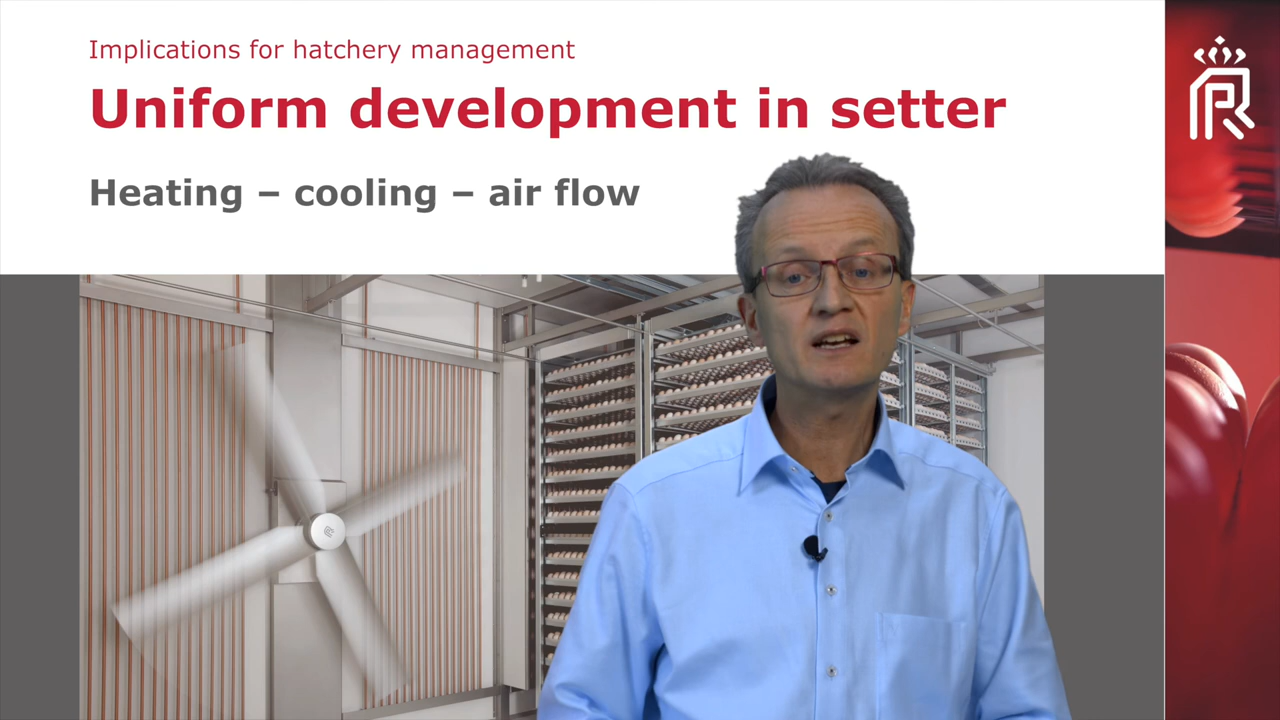 Implications for hatchery management
Uniform development in setter
Heating – cooling – air flow